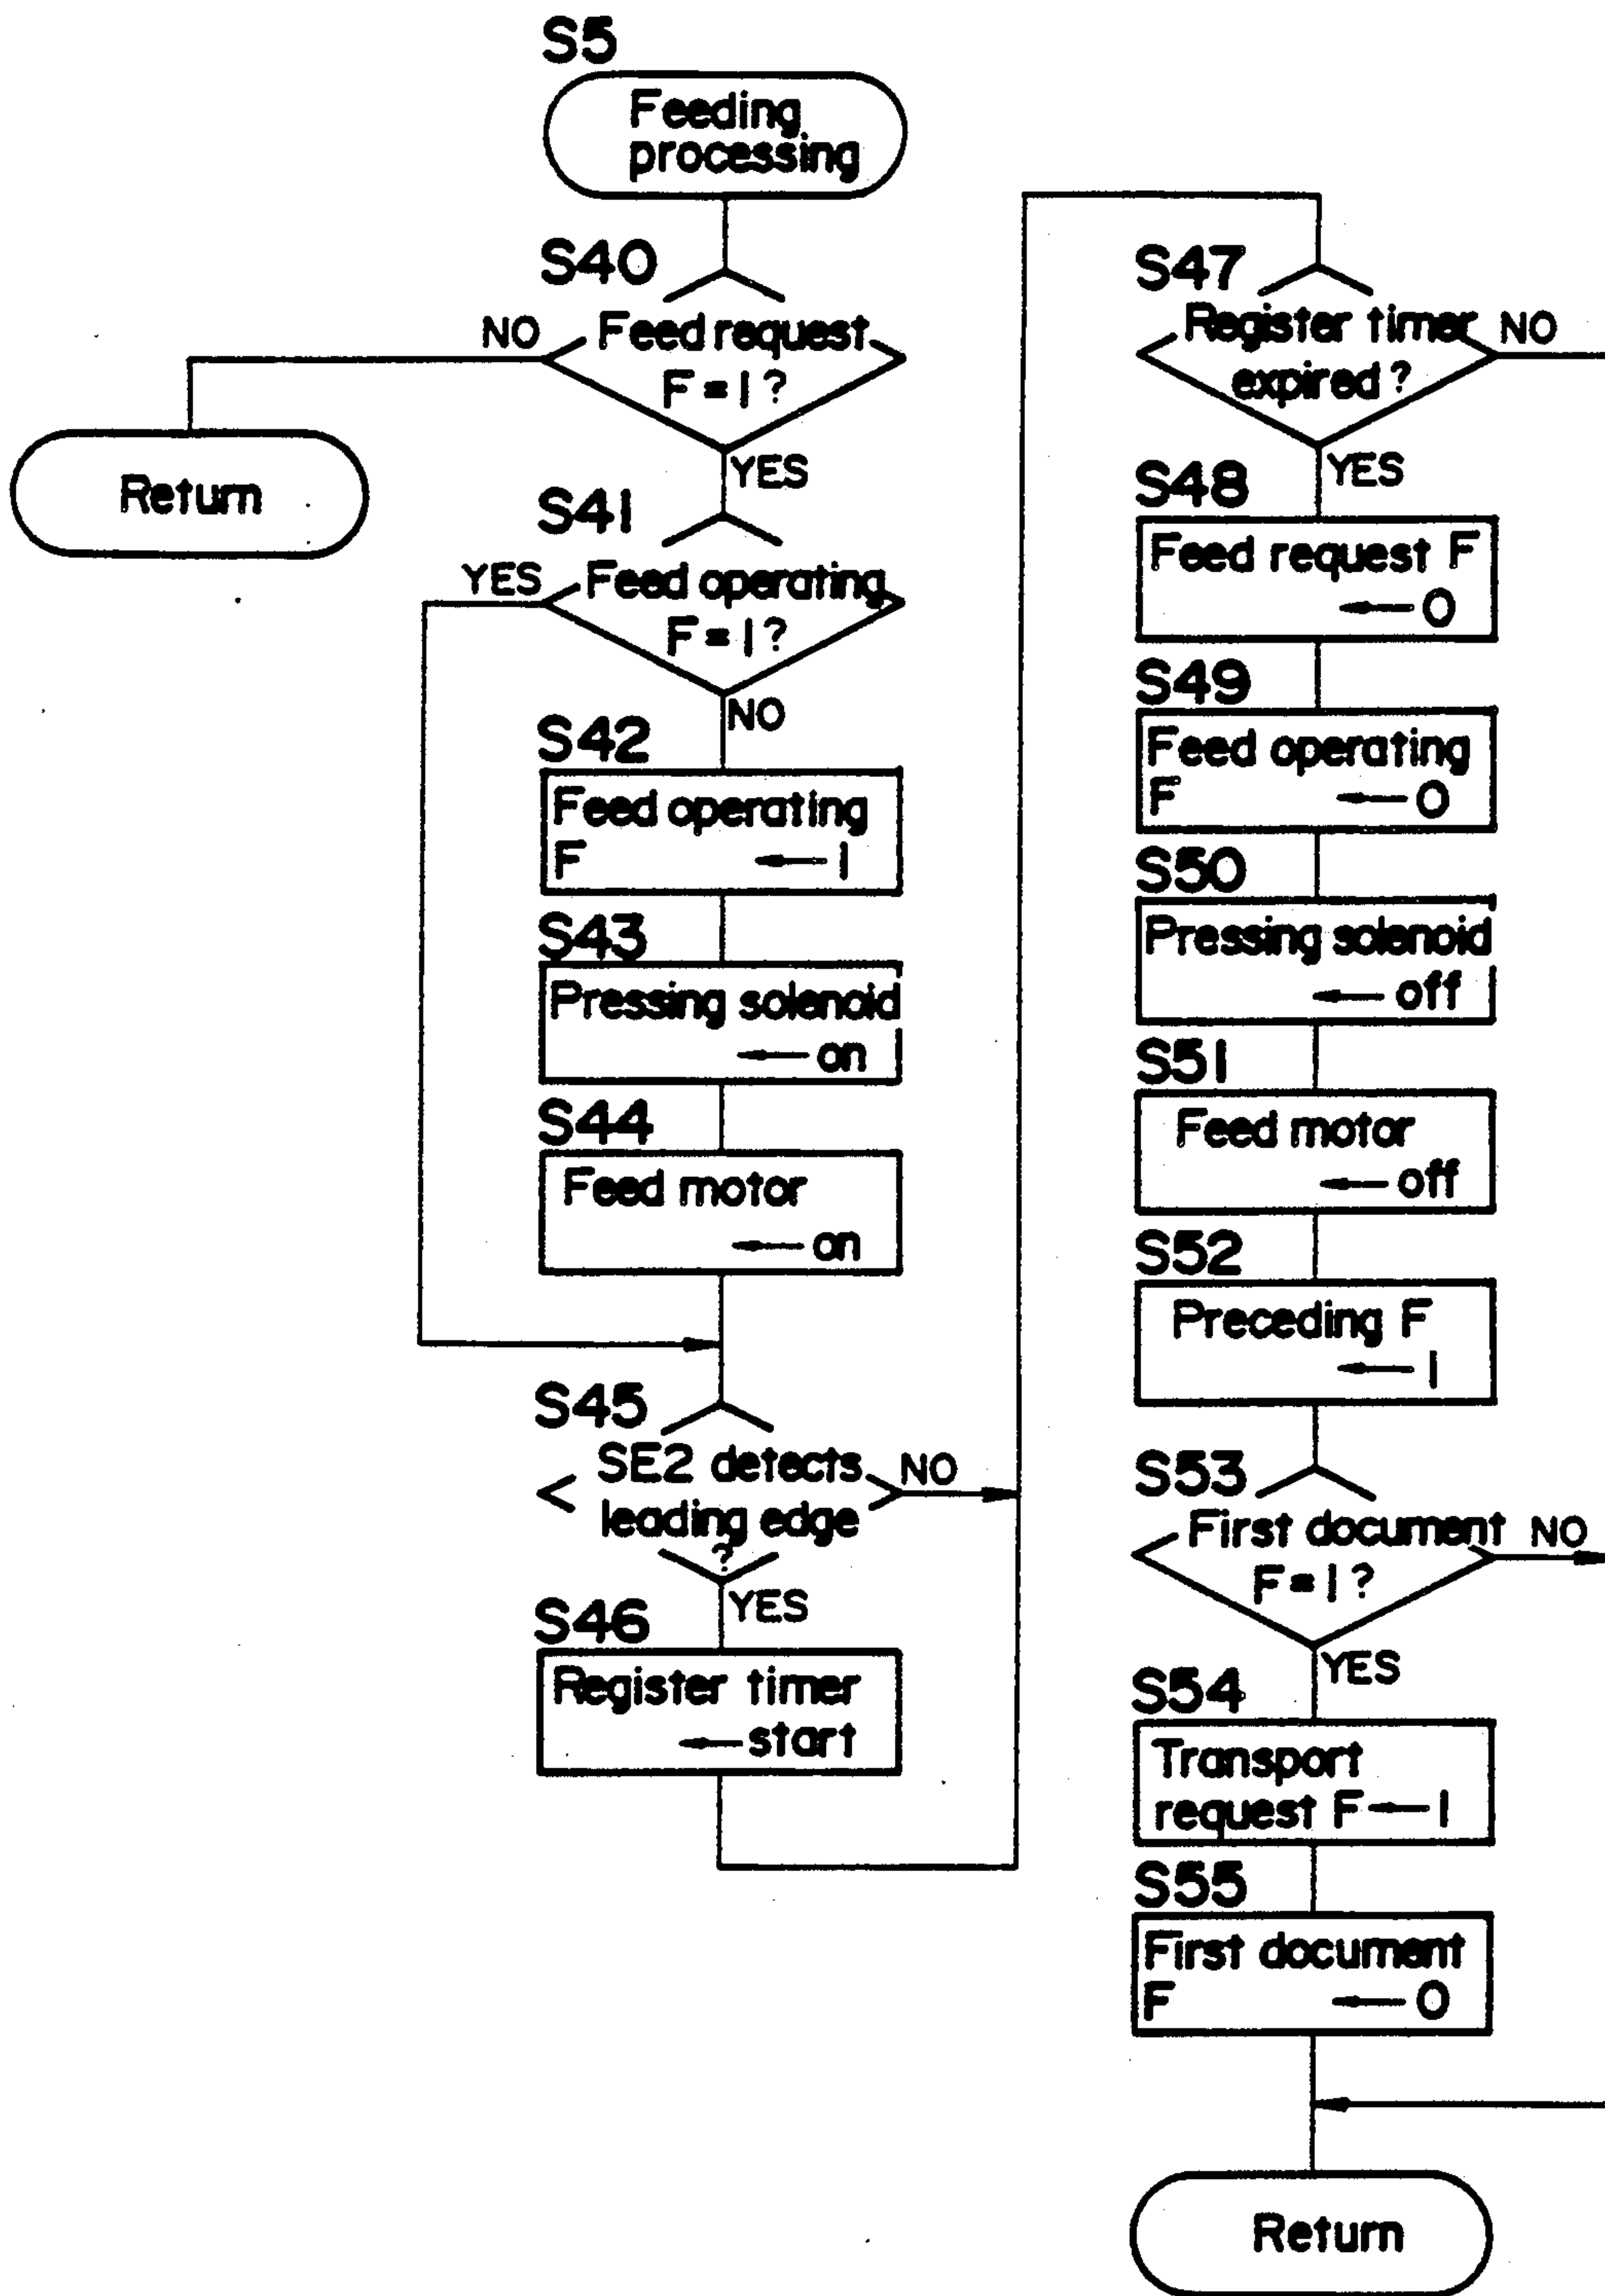 S5
Feeding
processing
S40
NO
Feed request
F=1?
YES
Return
S41
YES
Feed operating
F=1?
NO
S42
Feed operating
F ←1
S43
Pressing solenoid
←on
S44
Feed motor
←on
S45
SE2 detects
leading edge
?
NO
YES
S46
Register timer
←start
S47
Register timer
expired?
NO
YES
S48
Feed request F
←0
S49
Feed operating
F ←0
S50
Pressing solenoid
←off
S51
Feed motor
←off
S52
Preceding F
←1
S53
First document
F=1?
NO
YES
S54
Transport
request F←1
S55
First document
F ←0
Return